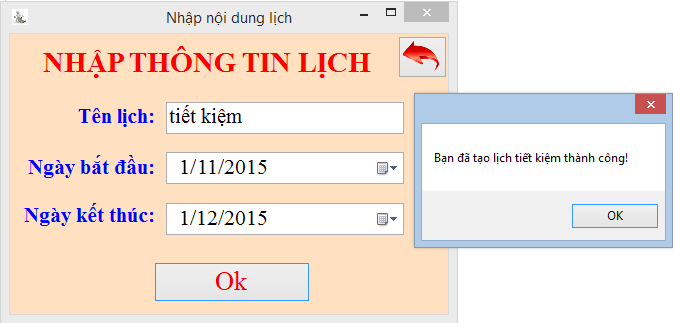 Nhập nội dung lịch
NHẬP THÔNG TIN LỊCH
Tên lịch: tiết kiệm
Ngày bắt đầu: 1/11/2015
Ngày kết thúc: 1/12/2015
Ok
Bạn đã tạo lịch tiết kiệm thành công!
OK